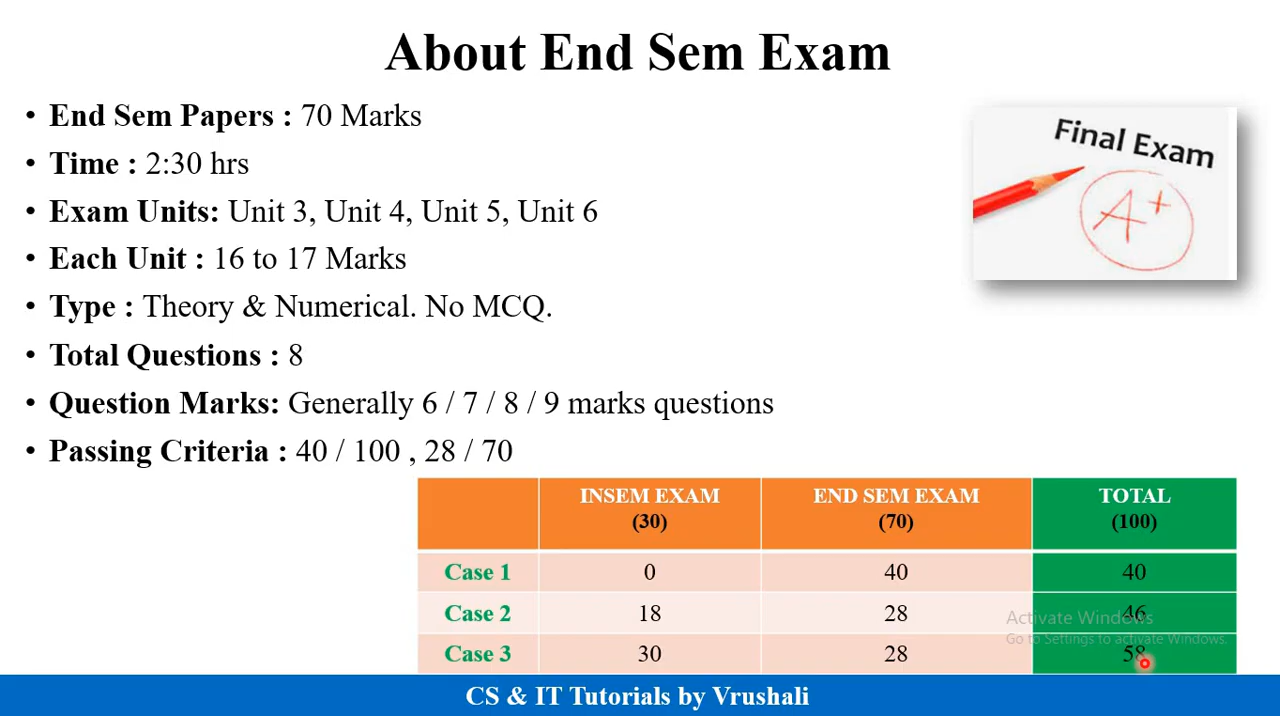 About End Sem Exam
• End Sem Papers : 70 Marks
• Time : 2:30 hrs
• Exam Units: Unit 3, Unit 4, Unit 5, Unit 6
• Each Unit : 16 to 17 Marks
• Type : Theory & Numerical. No MCQ.
• Total Questions : 8
• Question Marks: Generally 6 / 7 / 8 / 9 marks questions
• Passing Criteria : 40 / 100 , 28 / 70
Final Exam
A+
INSEM EXAM (30) END SEM EXAM (70) TOTAL (100)
Case 1 0 40 40
Case 2 18 28 46
Case 3 30 28 58
Activate Windows
Go to Settings to activate Windows.
CS & IT Tutorials by Vrushali